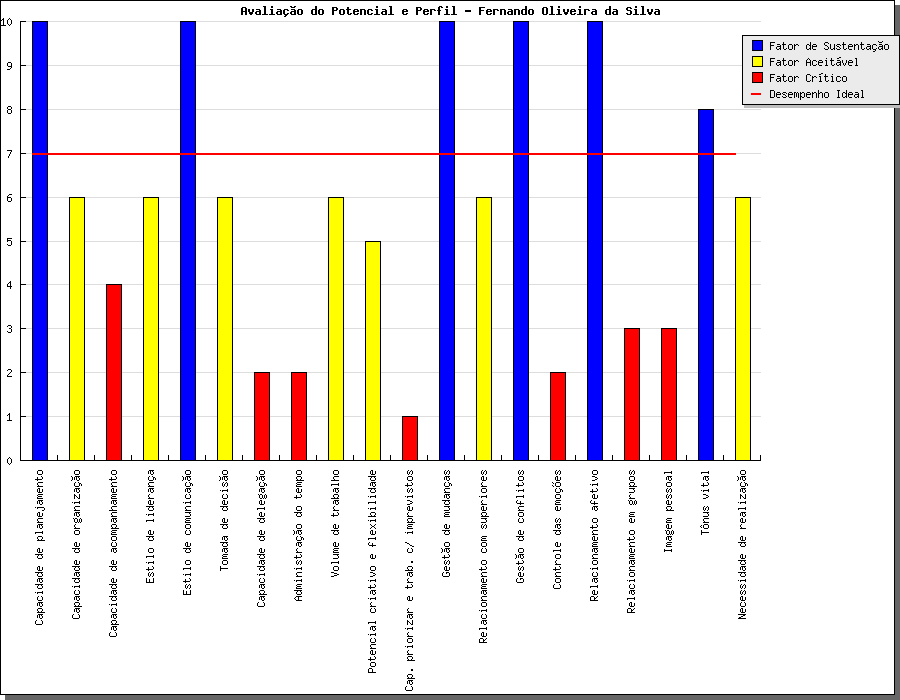 Avaliação do Potencial e Perfil - Fernando Oliveira da Silva
Fator de Sustentação
Fator Aceitável
Fator Crítico
Desempenho Ideal
10
9
8
7
6
5
4
3
2
1
0
Capacidade de planejamento
Capacidade de organização
Capacidade de acompanhamento
Estilo de liderança
Estilo de comunicação
Tomada de decisão
Capacidade de delegação
Administração do tempo
Volume de trabalho
Potencial criativo e flexibilidade
Cap. priorizar e trab. c/ imprevistos
Gestão de mudanças
Relacionamento com superiores
Gestão de conflitos
Controle das emoções
Relacionamento afetivo
Relacionamento em grupos
Imagem pessoal
Tônus vital
Necessidade de realização